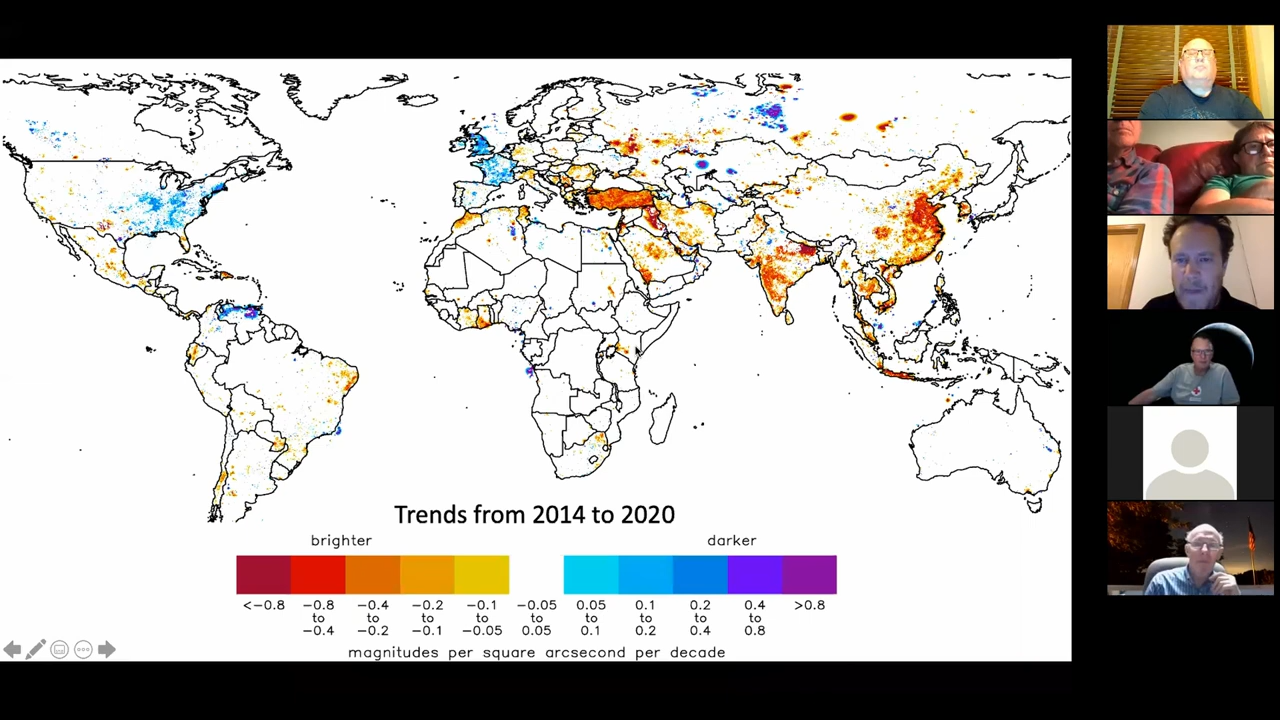 Trends from 2014 to 2020
brighter darker
<-0.8 -0.8 -0.4 -0.2 -0.1 -0.05 0.05 0.1 0.2 0.4 >0.8
to to to to to to to to to
-0.4 -0.2 -0.1 -0.05 0.05 0.1 0.2 0.4 0.8
magnitudes per square arcsecond per decade